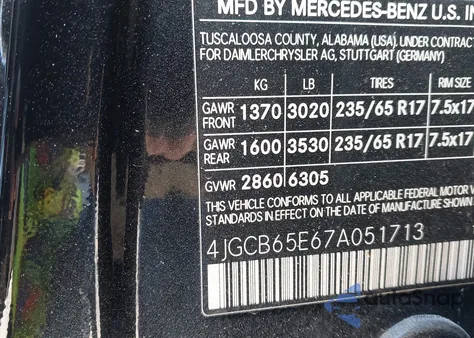 MFD BY MERCEDES-BENZ U.S. IN
TUSCALOOSA COUNTY, ALABAMA (USA). UNDER CONTRACT
FOR DAIMLERCHRYSLER AG, STUTTGART (GERMANY)
KG LB TIRES RIM SIZE
GAWR FRONT 1370 3020 235/65 R17 7.5x17
GAWR REAR 1600 3530 235/65 R17 7.5x17
GVWR 2860 6305
THIS VEHICLE CONFORMS TO ALL APPLICABLE FEDERAL MOTOR
STANDARDS IN EFFECT ON THE DATE OF MANUFACTURE
4JGCB65E67A051713
AutoSnap